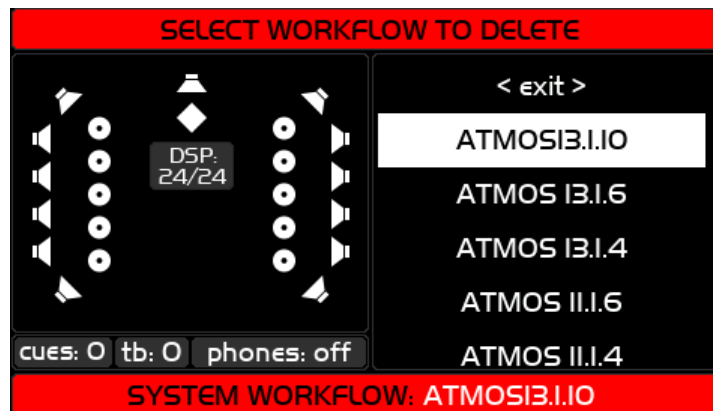 SELECT WORKFLOW TO DELETE
DSP:
24/24
cues: 0 tb: 0 phones: off
< exit >
ATMOS13.1.10
ATMOS 13.1.6
ATMOS 13.1.4
ATMOS 11.1.6
ATMOS 11.1.4
SYSTEM WORKFLOW: ATMOS13.1.10